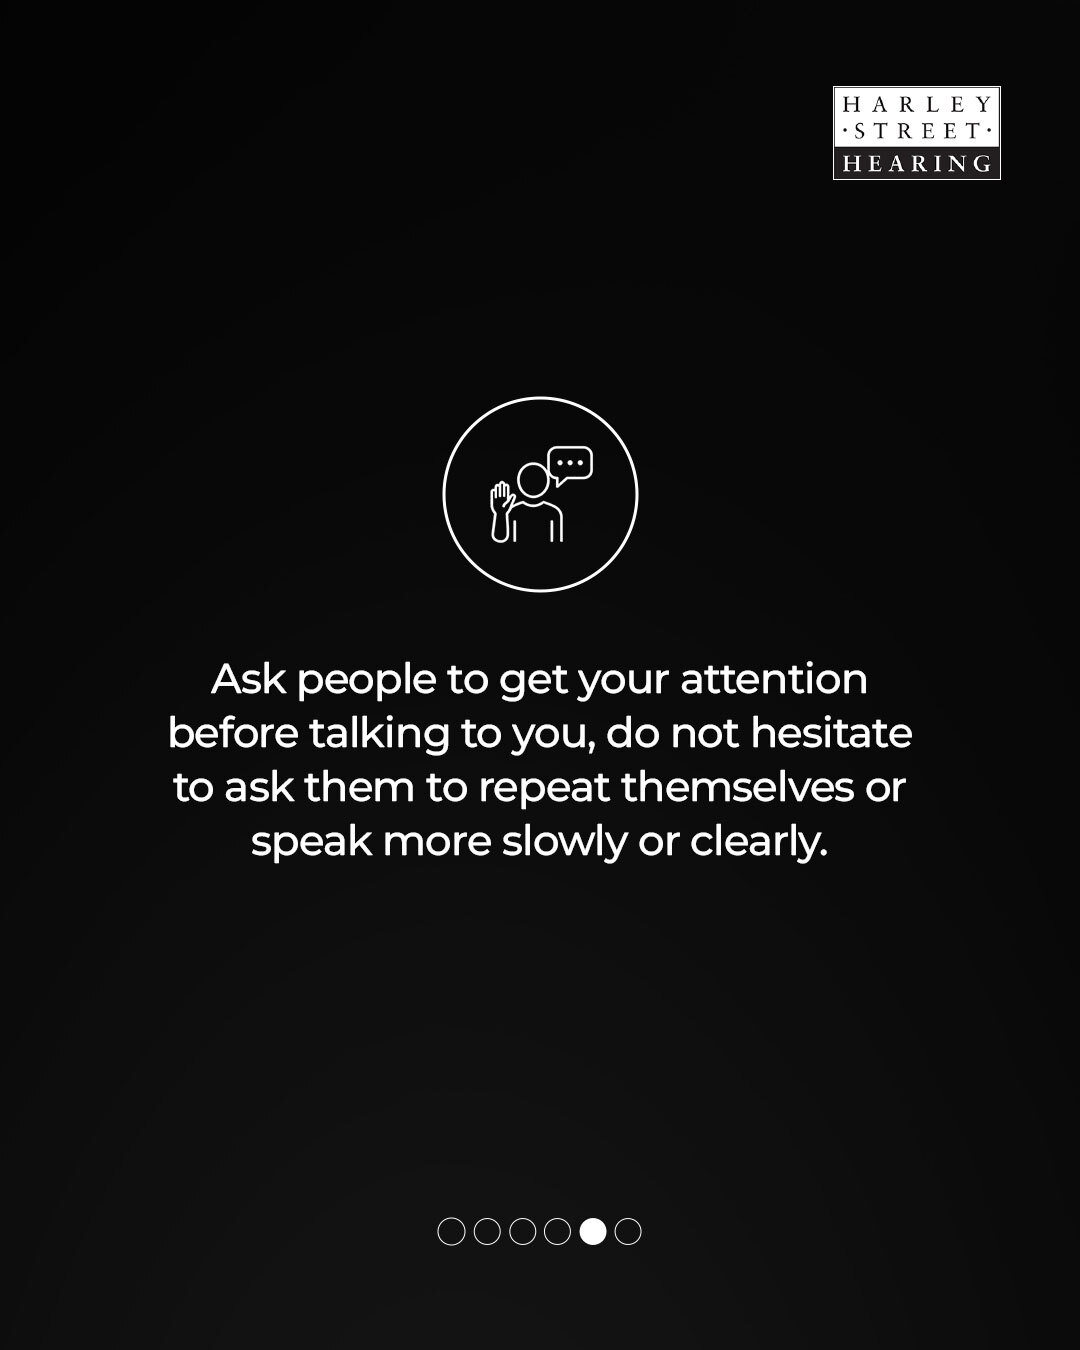 HARLEY
·STREET·
HEARING
Ask people to get your attention
before talking to you, do not hesitate
to ask them to repeat themselves or
speak more slowly or clearly.